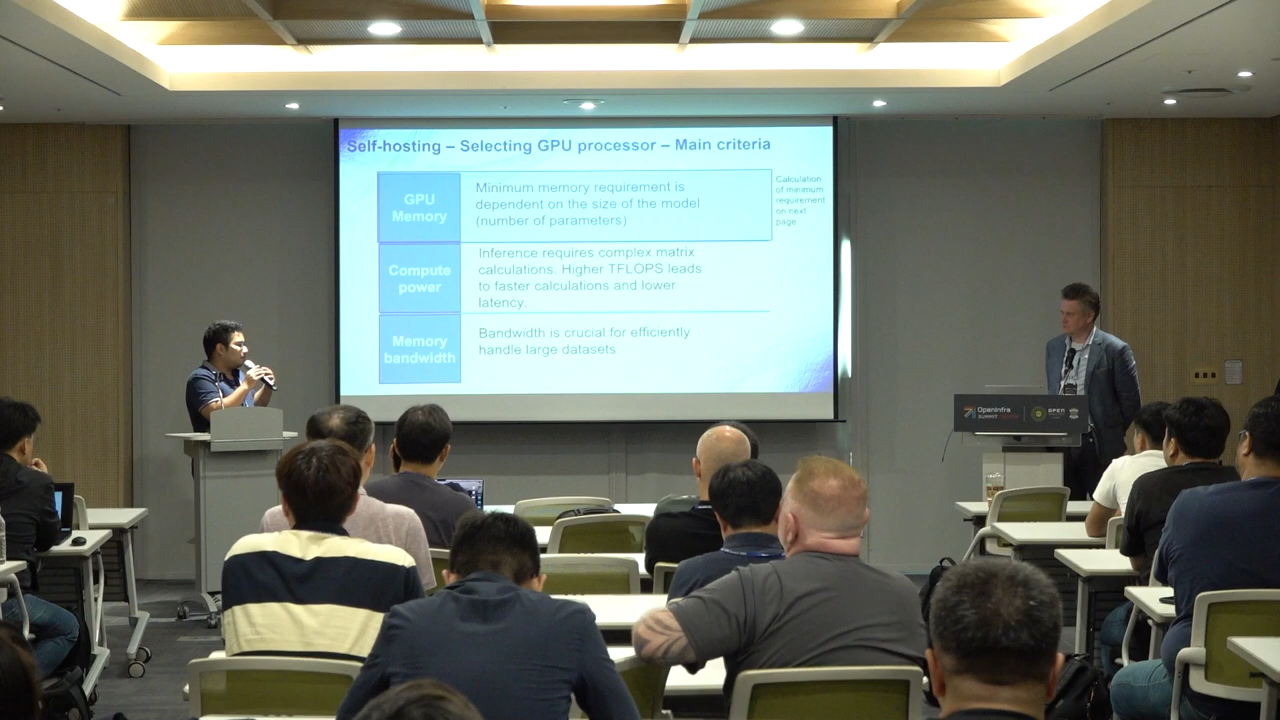 Self-hosting – Selecting GPU processor – Main criteria
GPU
Memory
Minimum memory requirement is
dependent on the size of the model
(number of parameters)
Calculation
of minimum
requirement
on next
page
Compute
power
Inference requires complex matrix
calculations. Higher TFLOPS leads
to faster calculations and lower
latency.
Memory
bandwidth
Bandwidth is crucial for efficiently
handle large datasets
OpenInfra
SUMMIT
OPEN